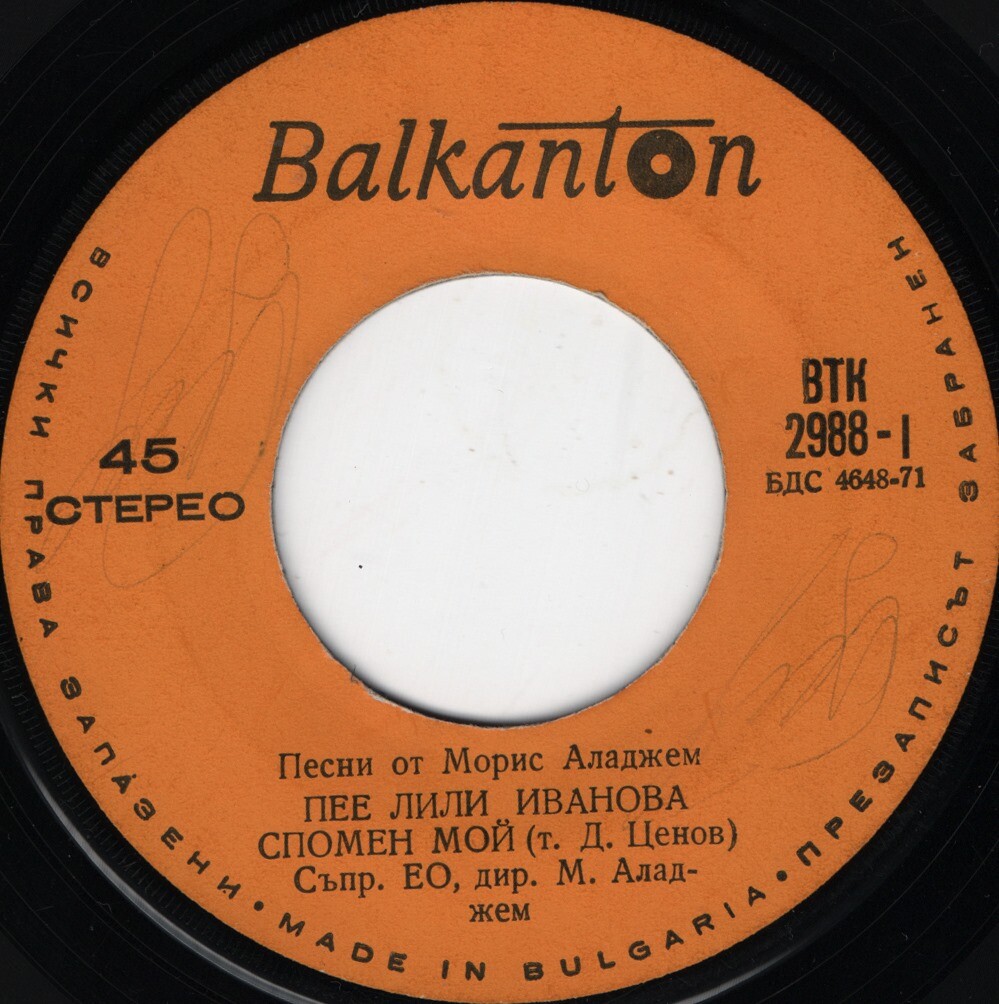 Balkanton
45
СТЕРЕО
ВТК
2988-1
БДС 4648-71
Песни от Морис Аладжем
ПЕЕ ЛИЛИ ИВАНОВА
СПОМЕН МОЙ (т. Д. Ценов)
Съпр. ЕО, дир. М. Алад-
жем
ВСИЧКИ ПРАВА ЗАПАЗЕНИ • MADE IN BULGARIA • ПРЕЗАПИСЪТ ЗАБРАНЕН